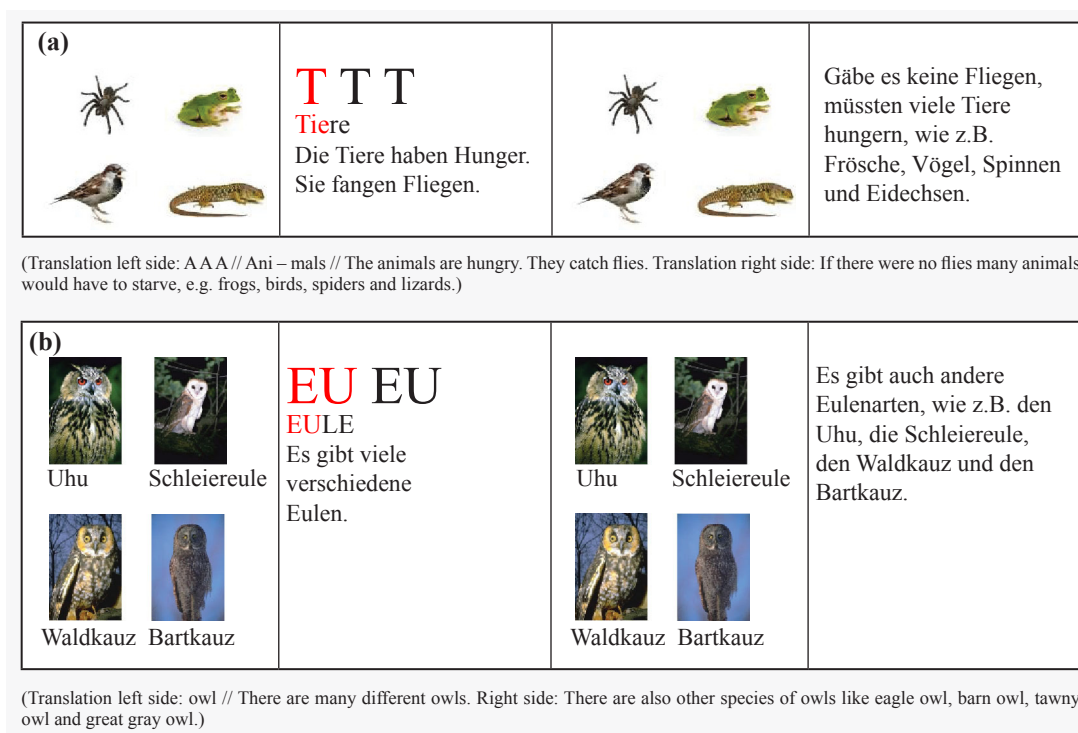 (a)
T T T
Tiere
Die Tiere haben Hunger.
Sie fangen Fliegen.
Gäbe es keine Fliegen,
müssten viele Tiere
hungern, wie z.B.
Frösche, Vögel, Spinnen
und Eidechsen.
(Translation left side: A A A // Ani – mals // The animals are hungry. They catch flies. Translation right side: If there were no flies many animals
would have to starve, e.g. frogs, birds, spiders and lizards.)
(b)
Uhu Schleiereule
Waldkauz Bartkauz
EU EU
EULE
Es gibt viele
verschiedene
Eulen.
Uhu Schleiereule
Waldkauz Bartkauz
Es gibt auch andere
Eulenarten, wie z.B. den
Uhu, die Schleiereule,
den Waldkauz und den
Bartkauz.
(Translation left side: owl // There are many different owls. Right side: There are also other species of owls like eagle owl, barn owl, tawny
owl and great gray owl.)